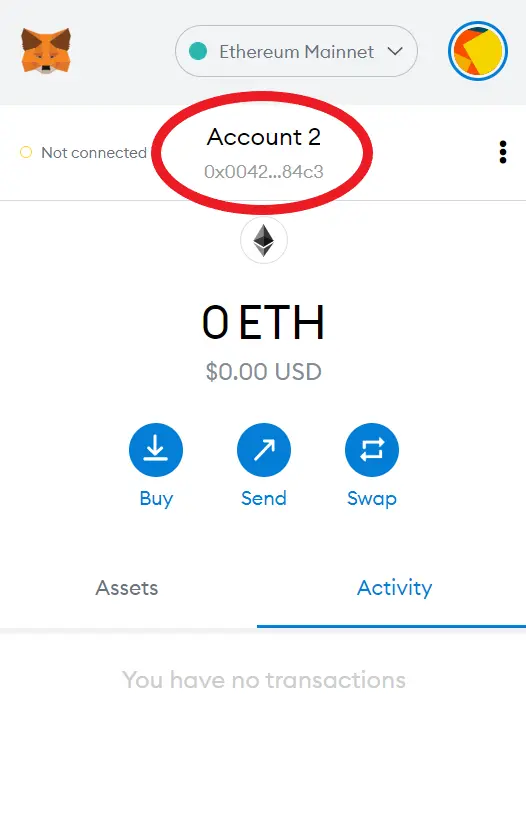 Ethereum Mainnet
Not connected
Account 2
0x0042...84c3
0 ETH
$0.00 USD
Buy
Send
Swap
Assets
Activity
You have no transactions